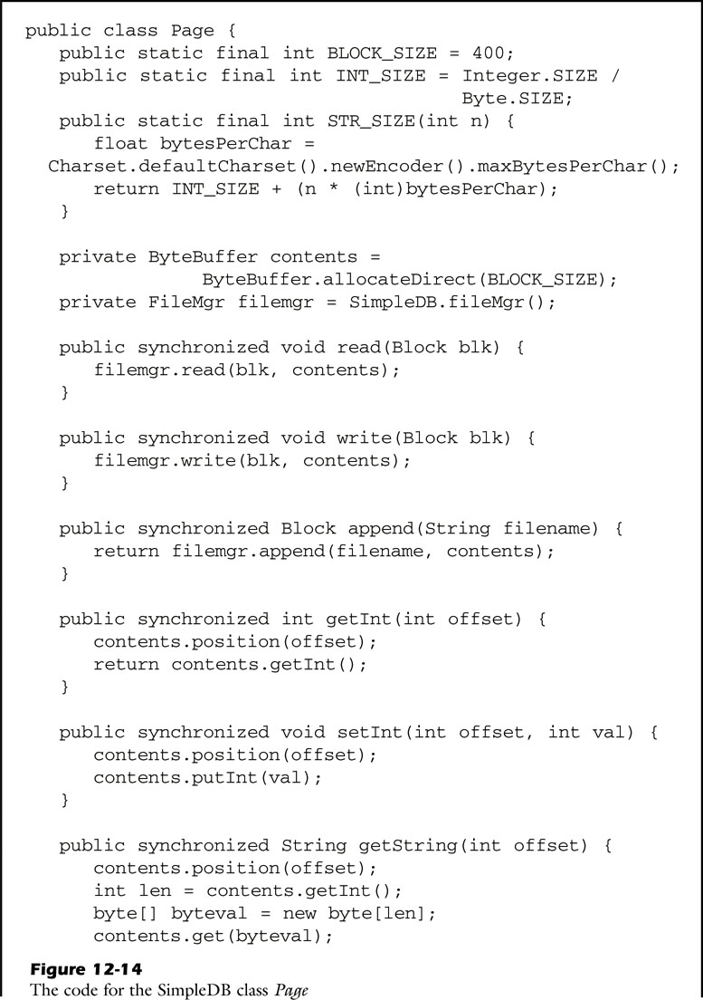 public class Page {
public static final int BLOCK_SIZE = 400;
public static final int INT_SIZE = Integer.SIZE /
Byte.SIZE;
public static final int STR_SIZE(int n) {
float bytesPerChar =
Charset.defaultCharset().newEncoder().maxBytesPerChar();
return INT_SIZE + (n * (int)bytesPerChar);
}
private ByteBuffer contents =
ByteBuffer.allocateDirect(BLOCK_SIZE);
private FileMgr filemgr = SimpleDB.fileMgr();
public synchronized void read(Block blk) {
filemgr.read(blk, contents);
}
public synchronized void write(Block blk) {
filemgr.write(blk, contents);
}
public synchronized Block append(String filename) {
return filemgr.append(filename, contents);
}
public synchronized int getInt(int offset) {
contents.position(offset);
return contents.getInt();
}
public synchronized void setInt(int offset, int val) {
contents.position(offset);
contents.putInt(val);
}
public synchronized String getString(int offset) {
contents.position(offset);
int len = contents.getInt();
byte[] byteval = new byte[len];
contents.get(byteval);
Figure 12-14
The code for the SimpleDB class Page